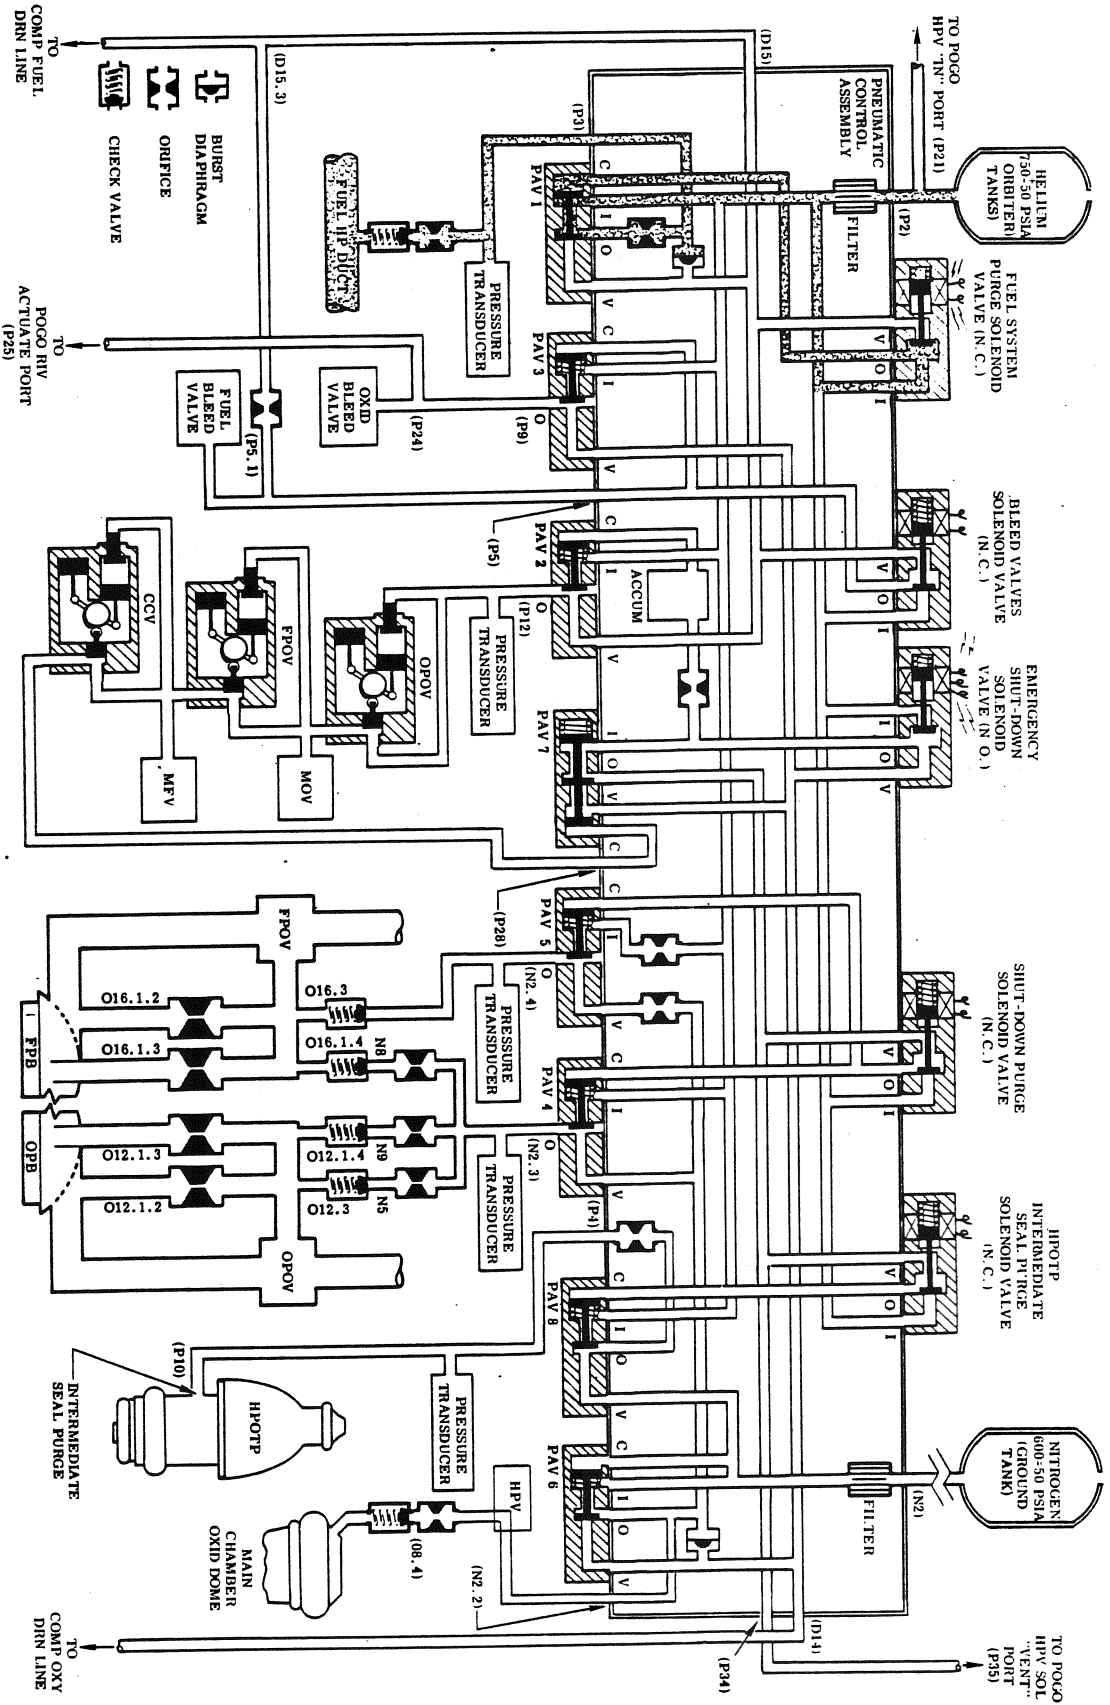 HELIUM
750-50 PSIA
ORBITER
TANKS)
TO POGO
HPV "IN" PORT (P21)
(P2)
FILTER
PNEUMATIC
CONTROL
ASSEMBLY
FUEL SYSTEM
PURGE SOLENOID
VALVE (N.C.)
V
O
I
BLEED VALVES
SOLENOID VALVE
(N.C.)
V
O
I
EMERGENCY
SHUT-DOWN
SOLENOID
VALVE (N O.)
I
O
V
SHUT-DOWN PURGE
SOLENOID VALVE
(N.C.)
V
O
I
HPOTP
INTERMEDIATE
SEAL PURGE
SOLENOID VALVE
(N.C.)
V
O
I
NITROGEN
600-50 PSIA
(GROUND
TANK)
(N2)
FILTER
TO POGO
HPV SOL
"VENT"
PORT
(P35)
(D15)
(P3)
C
I
O
V
PAV 1
C
I
O
V
PAV 3
C
I
O
V
PAV 2
ACCUM
I
O
V
C
PAV 7
C
I
O
V
PAV 5
C
I
O
V
PAV 4
C
I
O
V
PAV 8
C
I
O
V
PAV 6
(D14)
(P34)
(P9)
(P5)
(P12)
(P28)
(N2.4)
(N2.3)
(P4)
(N2.2)
PRESSURE
TRANSDUCER
PRESSURE
TRANSDUCER
PRESSURE
TRANSDUCER
PRESSURE
TRANSDUCER
PRESSURE
TRANSDUCER
HPV
FUEL HP DUCT
OXID
BLEED
VALVE
(P24)
FUEL
BLEED
VALVE
(P5.1)
(D15.3)
OPOV
FPOV
CCV
MOV
MFV
N8
N9
N5
O16.3
O16.1.4
O12.1.4
O12.3
FPOV
OPOV
O16.1.2
O16.1.3
O12.1.3
O12.1.2
FPB
OPB
HPOTP
(P10)
INTERMEDIATE
SEAL PURGE
(08.4)
MAIN
CHAMBER
OXID DOME
BURST
DIAPHRAGM
ORIFICE
CHECK VALVE
TO
COMP FUEL
DRN LINE
TO
POGO RIV
ACTUATE PORT
(P25)
TO
COMP OXY
DRN LINE